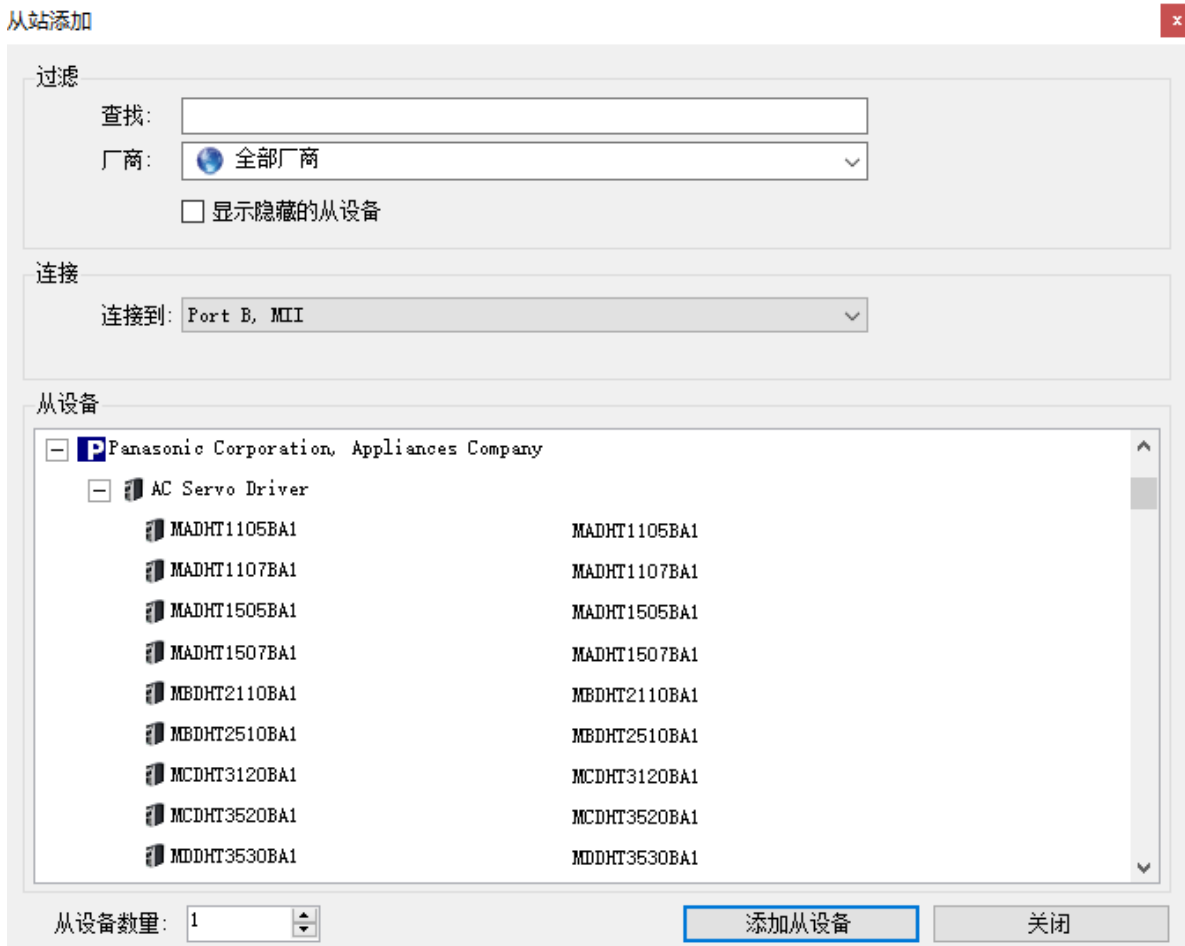 从站添加
x
过滤
查找:
厂商: 全部厂商
显示隐藏的从设备
连接
连接到: Port B, MII
从设备
P Panasonic Corporation, Appliances Company
AC Servo Driver
MADHT1105BA1 MADHT1105BA1
MADHT1107BA1 MADHT1107BA1
MADHT1505BA1 MADHT1505BA1
MADHT1507BA1 MADHT1507BA1
MBDHT2110BA1 MBDHT2110BA1
MBDHT2510BA1 MBDHT2510BA1
MCDHT3120BA1 MCDHT3120BA1
MCDHT3520BA1 MCDHT3520BA1
MDDHT3530BA1 MDDHT3530BA1
从设备数量: 1 添加从设备 关闭